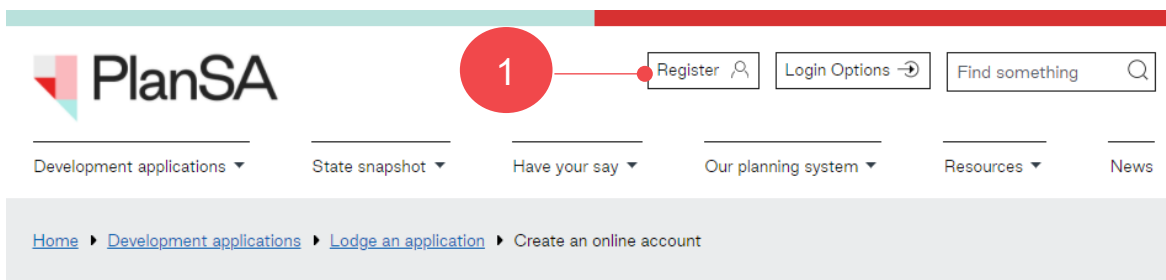 PlanSA
1
Register
Login Options
Find something
Development applications
State snapshot
Have your say
Our planning system
Resources
News
Home Development applications Lodge an application Create an online account